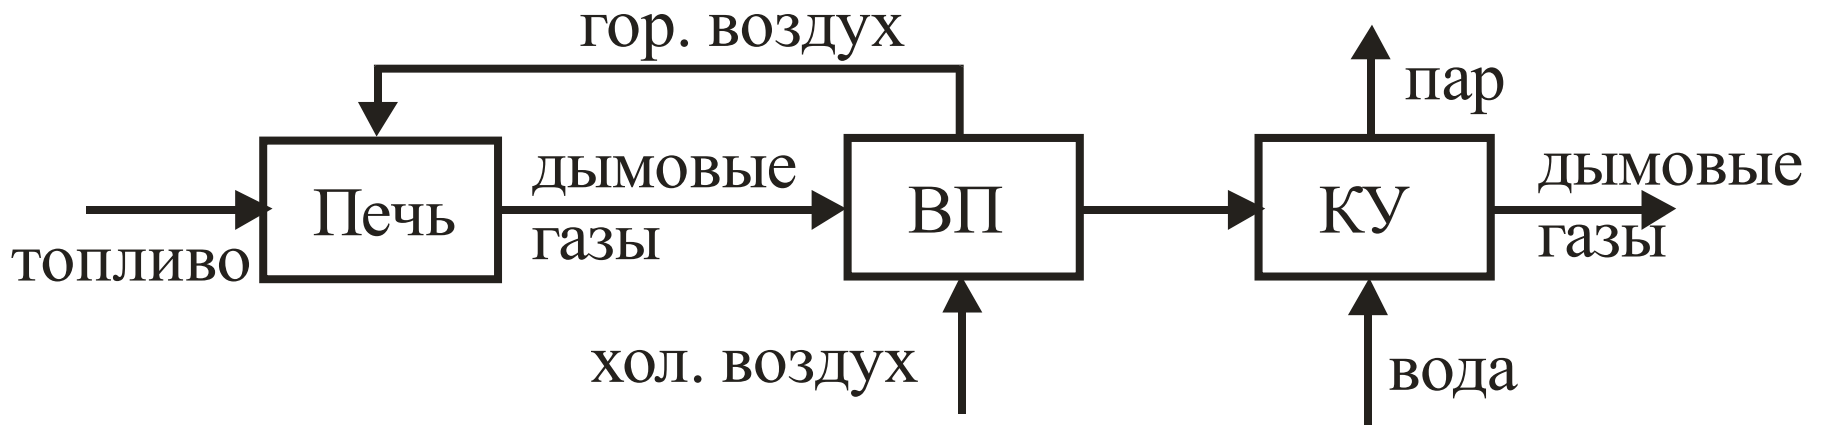 гор. воздух
пар
топливо
Печь
дымовые
газы
ВП
КУ
дымовые
газы
хол. воздух
вода